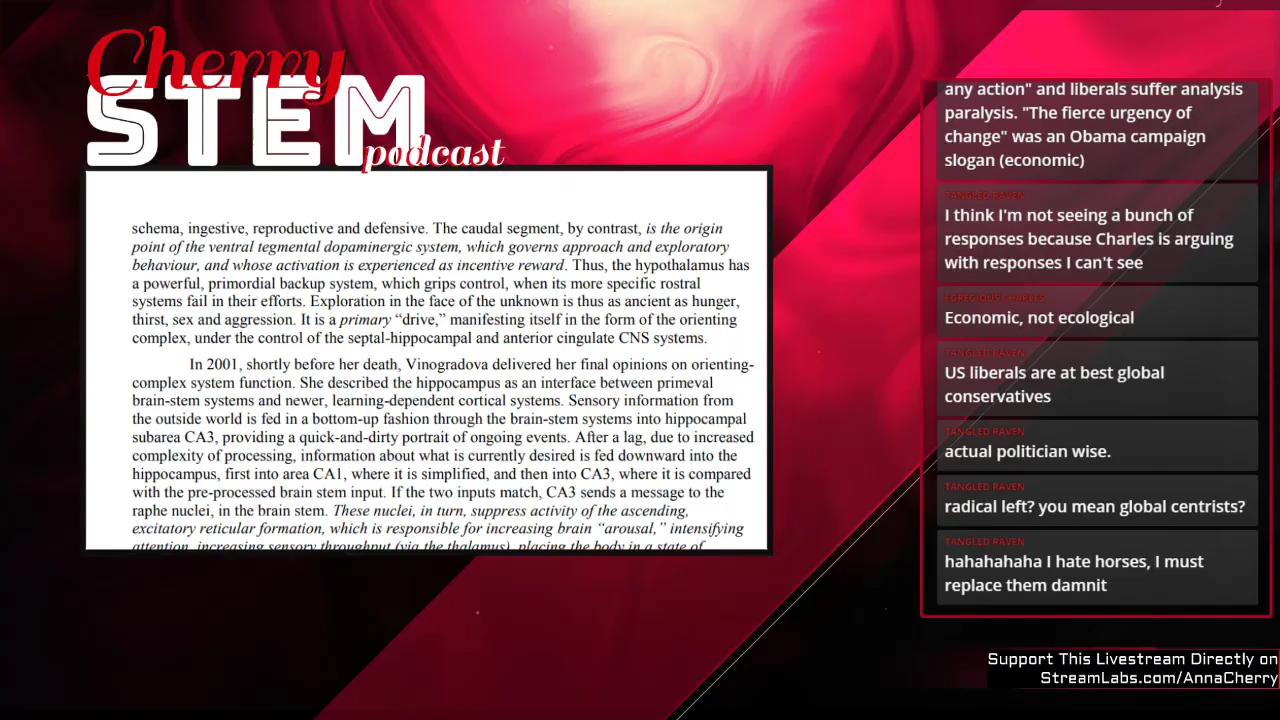 Cherry
STEM
podcast
schema, ingestive, reproductive and defensive. The caudal segment, by contrast, is the origin
point of the ventral tegmental dopaminergic system, which governs approach and exploratory
behaviour, and whose activation is experienced as incentive reward. Thus, the hypothalamus has
a powerful, primordial backup system, which grips control, when its more specific rostral
systems fail in their efforts. Exploration in the face of the unknown is thus as ancient as hunger,
thirst, sex and aggression. It is a primary “drive,” manifesting itself in the form of the orienting
complex, under the control of the septal-hippocampal and anterior cingulate CNS systems.
In 2001, shortly before her death, Vinogradova delivered her final opinions on orienting-
complex system function. She described the hippocampus as an interface between primeval
brain-stem systems and newer, learning-dependent cortical systems. Sensory information from
the outside world is fed in a bottom-up fashion through the brain-stem systems into hippocampal
subarea CA3, providing a quick-and-dirty portrait of ongoing events. After a lag, due to increased
complexity of processing, information about what is currently desired is fed downward into the
hippocampus, first into area CA1, where it is simplified, and then into CA3, where it is compared
with the pre-processed brain stem input. If the two inputs match, CA3 sends a message to the
raphe nuclei, in the brain stem. These nuclei, in turn, suppress activity of the ascending,
excitatory reticular formation, which is responsible for increasing brain “arousal,” intensifying
attention, increasing sensory throughput (via the thalamus), placing the body in a state of
any action" and liberals suffer analysis
paralysis. "The fierce urgency of
change" was an Obama campaign
slogan (economic)
TANGLED RAVEN
I think I'm not seeing a bunch of
responses because Charles is arguing
with responses I can't see
EGREGIOUS CHARLES
Economic, not ecological
TANGLED RAVEN
US liberals are at best global
conservatives
TANGLED RAVEN
actual politician wise.
TANGLED RAVEN
radical left? you mean global centrists?
TANGLED RAVEN
hahahahaha I hate horses, I must
replace them damnit
Support This Livestream Directly on
StreamLabs.com/AnnaCherry